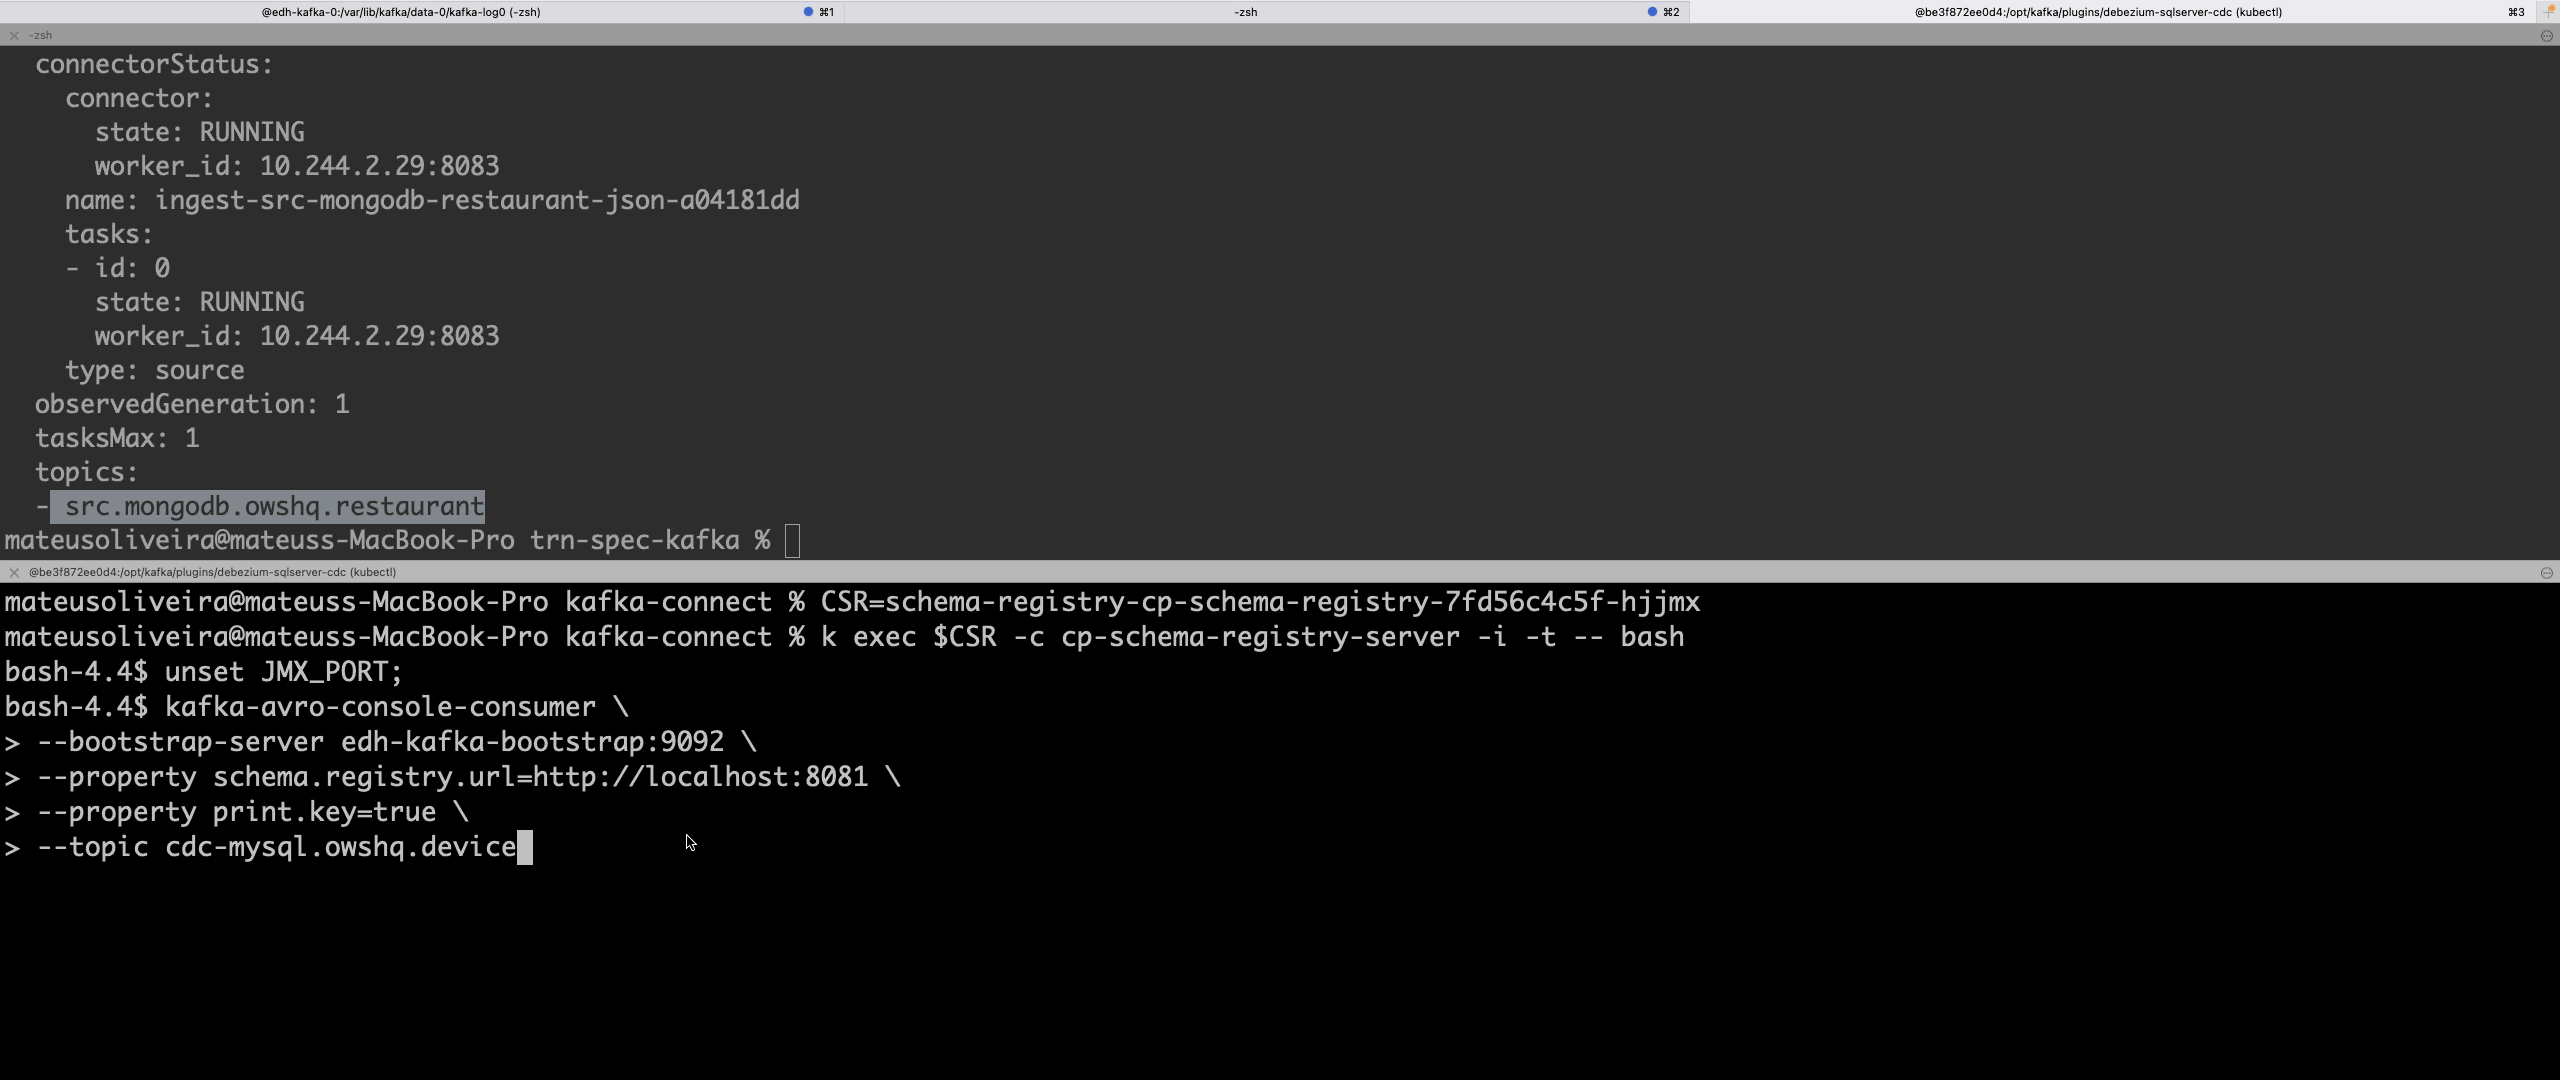 @edh-kafka-0:/var/lib/kafka/data-0/kafka-log0 (-zsh) ⌘1 -zsh ⌘2 @be3f872ee0d4:/opt/kafka/plugins/debezium-sqlserver-cdc (kubectl) ⌘3
-zsh
connectorStatus:
connector:
state: RUNNING
worker_id: 10.244.2.29:8083
name: ingest-src-mongodb-restaurant-json-a04181dd
tasks:
- id: 0
state: RUNNING
worker_id: 10.244.2.29:8083
type: source
observedGeneration: 1
tasksMax: 1
topics:
- src.mongodb.owshq.restaurant
mateusoliveira@mateuss-MacBook-Pro trn-spec-kafka %
@be3f872ee0d4:/opt/kafka/plugins/debezium-sqlserver-cdc (kubectl)
mateusoliveira@mateuss-MacBook-Pro kafka-connect % CSR=schema-registry-cp-schema-registry-7fd56c4c5f-hjjmx
mateusoliveira@mateuss-MacBook-Pro kafka-connect % k exec $CSR -c cp-schema-registry-server -i -t -- bash
bash-4.4$ unset JMX_PORT;
bash-4.4$ kafka-avro-console-consumer \
> --bootstrap-server edh-kafka-bootstrap:9092 \
> --property schema.registry.url=http://localhost:8081 \
> --property print.key=true \
> --topic cdc-mysql.owshq.device